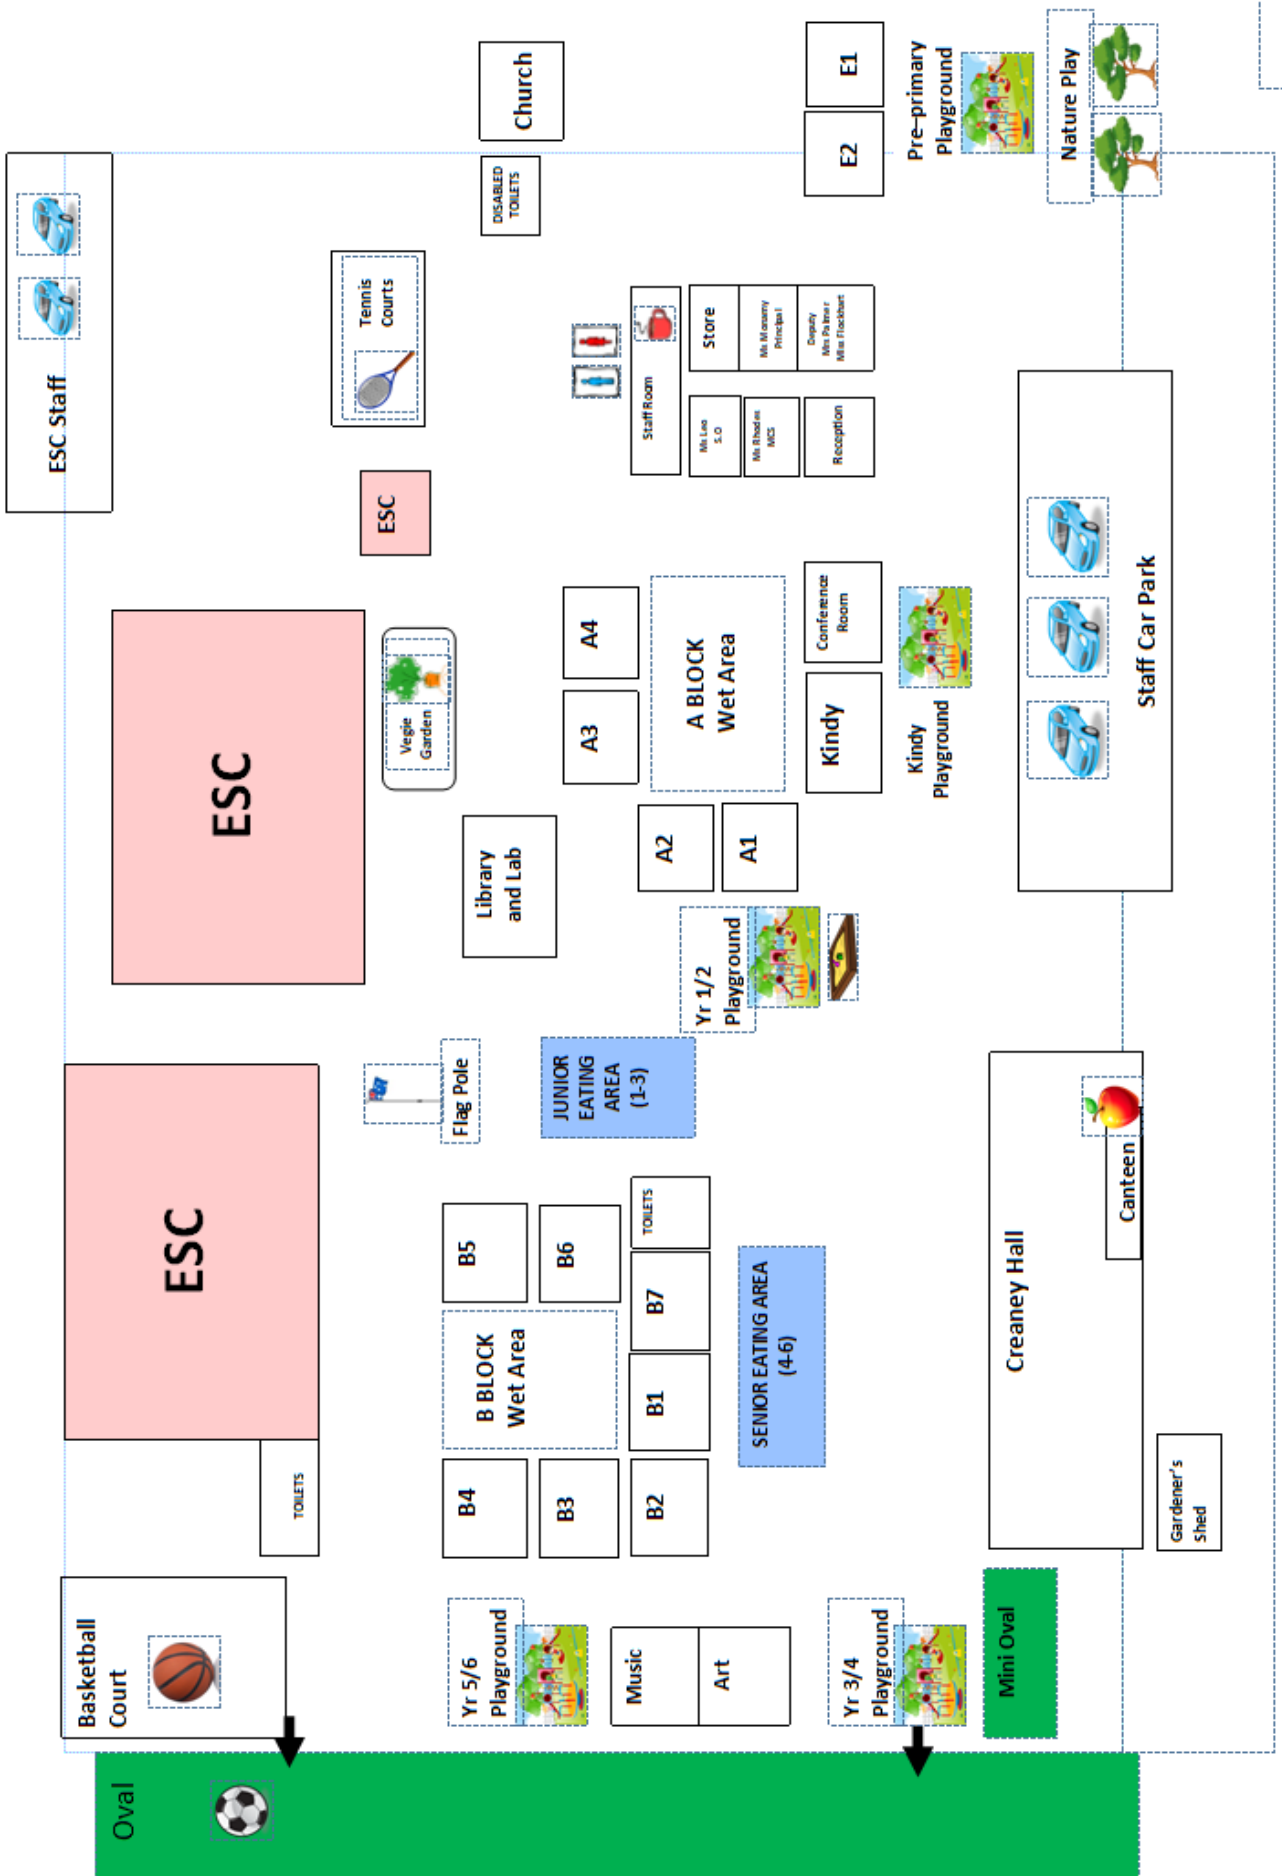 Oval
Basketball
Court
TOILETS
ESC
ESC
ESC Staff
Flag Pole
Vegie
Garden
ESC
Tennis
Courts
Yr 5/6
Playground
B4
B BLOCK
Wet Area
B5
B3
B6
JUNIOR
EATING
AREA
(1-3)
Library
and Lab
A3
A4
DISABLED
TOILETS
Church
Music
Art
B2
B1
B7
TOILETS
SENIOR EATING AREA
(4-6)
Yr 1/2
Playground
A2
A1
A BLOCK
Wet Area
Staff Room
Ms Lea
S.O
Store
Ms Rhodes
MCS
Ms Monamy
Principal
Reception
Deputy
Mrs Palmer
Miss Flockhart
Kindy
Conference
Room
E2
E1
Yr 3/4
Playground
Kindy
Playground
Pre-primary
Playground
Mini Oval
Creaney Hall
Canteen
Nature Play
Staff Car Park
Gardener's
Shed